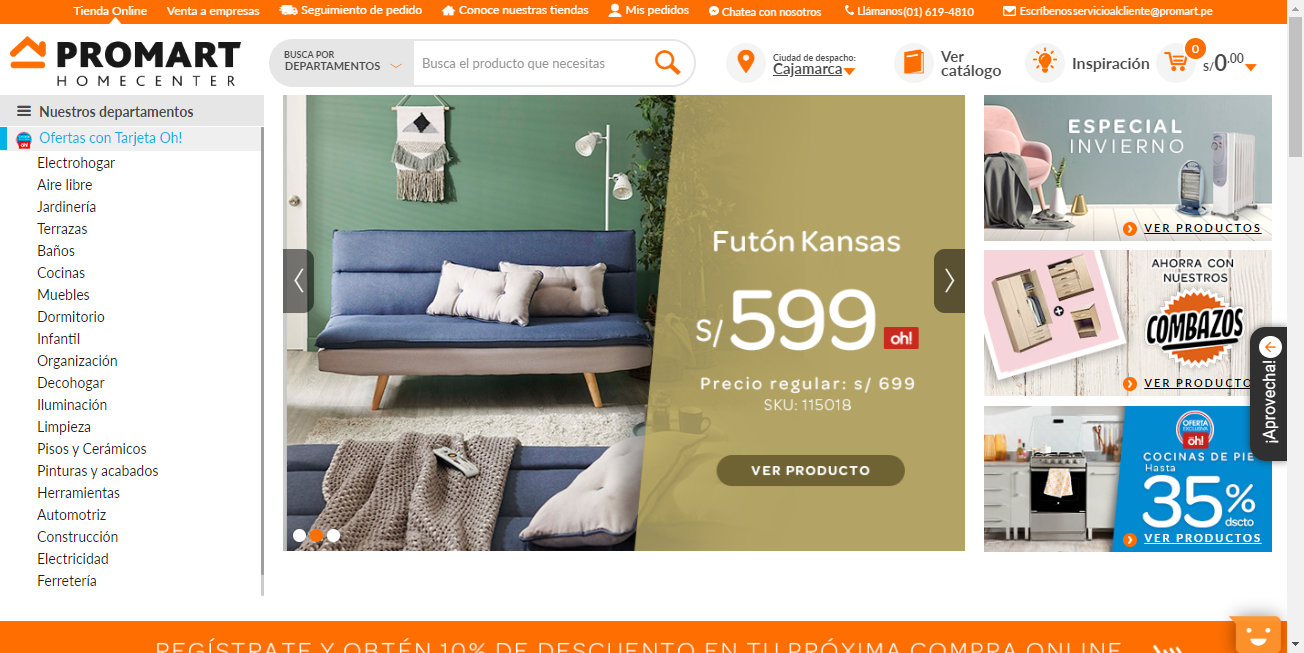 Tienda Online
Venta a empresas
Seguimiento de pedido
Conoce nuestras tiendas
Mis pedidos
Chatea con nosotros
Llámanos(01) 619-4810
Escríbenosservicioalcliente@promart.pe
PROMART
HOMECENTER
BUSCA POR
DEPARTAMENTOS
Busca el producto que necesitas
Ciudad de despacho:
Cajamarca
Ver
catálogo
Inspiración
0
S/0.00
Nuestros departamentos
oh!
Ofertas con Tarjeta Oh!
Electrohogar
Aire libre
Jardinería
Terrazas
Baños
Cocinas
Muebles
Dormitorio
Infantil
Organización
Decohogar
Iluminación
Limpieza
Pisos y Cerámicos
Pinturas y acabados
Herramientas
Automotriz
Construcción
Electricidad
Ferretería
Futón Kansas
S/599 oh!
Precio regular: s/ 699
SKU: 115018
VER PRODUCTO
ESPECIAL
INVIERNO
VER PRODUCTOS
AHORRA CON
NUESTROS
COMBAZOS
VER PRODUCTO
¡Aprovecha!
OFERTA
EXCLUSIVA
oh!
COCINAS DE PIE
Hasta
35%
dscto
VER PRODUCTOS
REGÍSTRATE Y OBTÉN 10% DE DESCUENTO EN TU PRÓXIMA COMPRA ONLINE